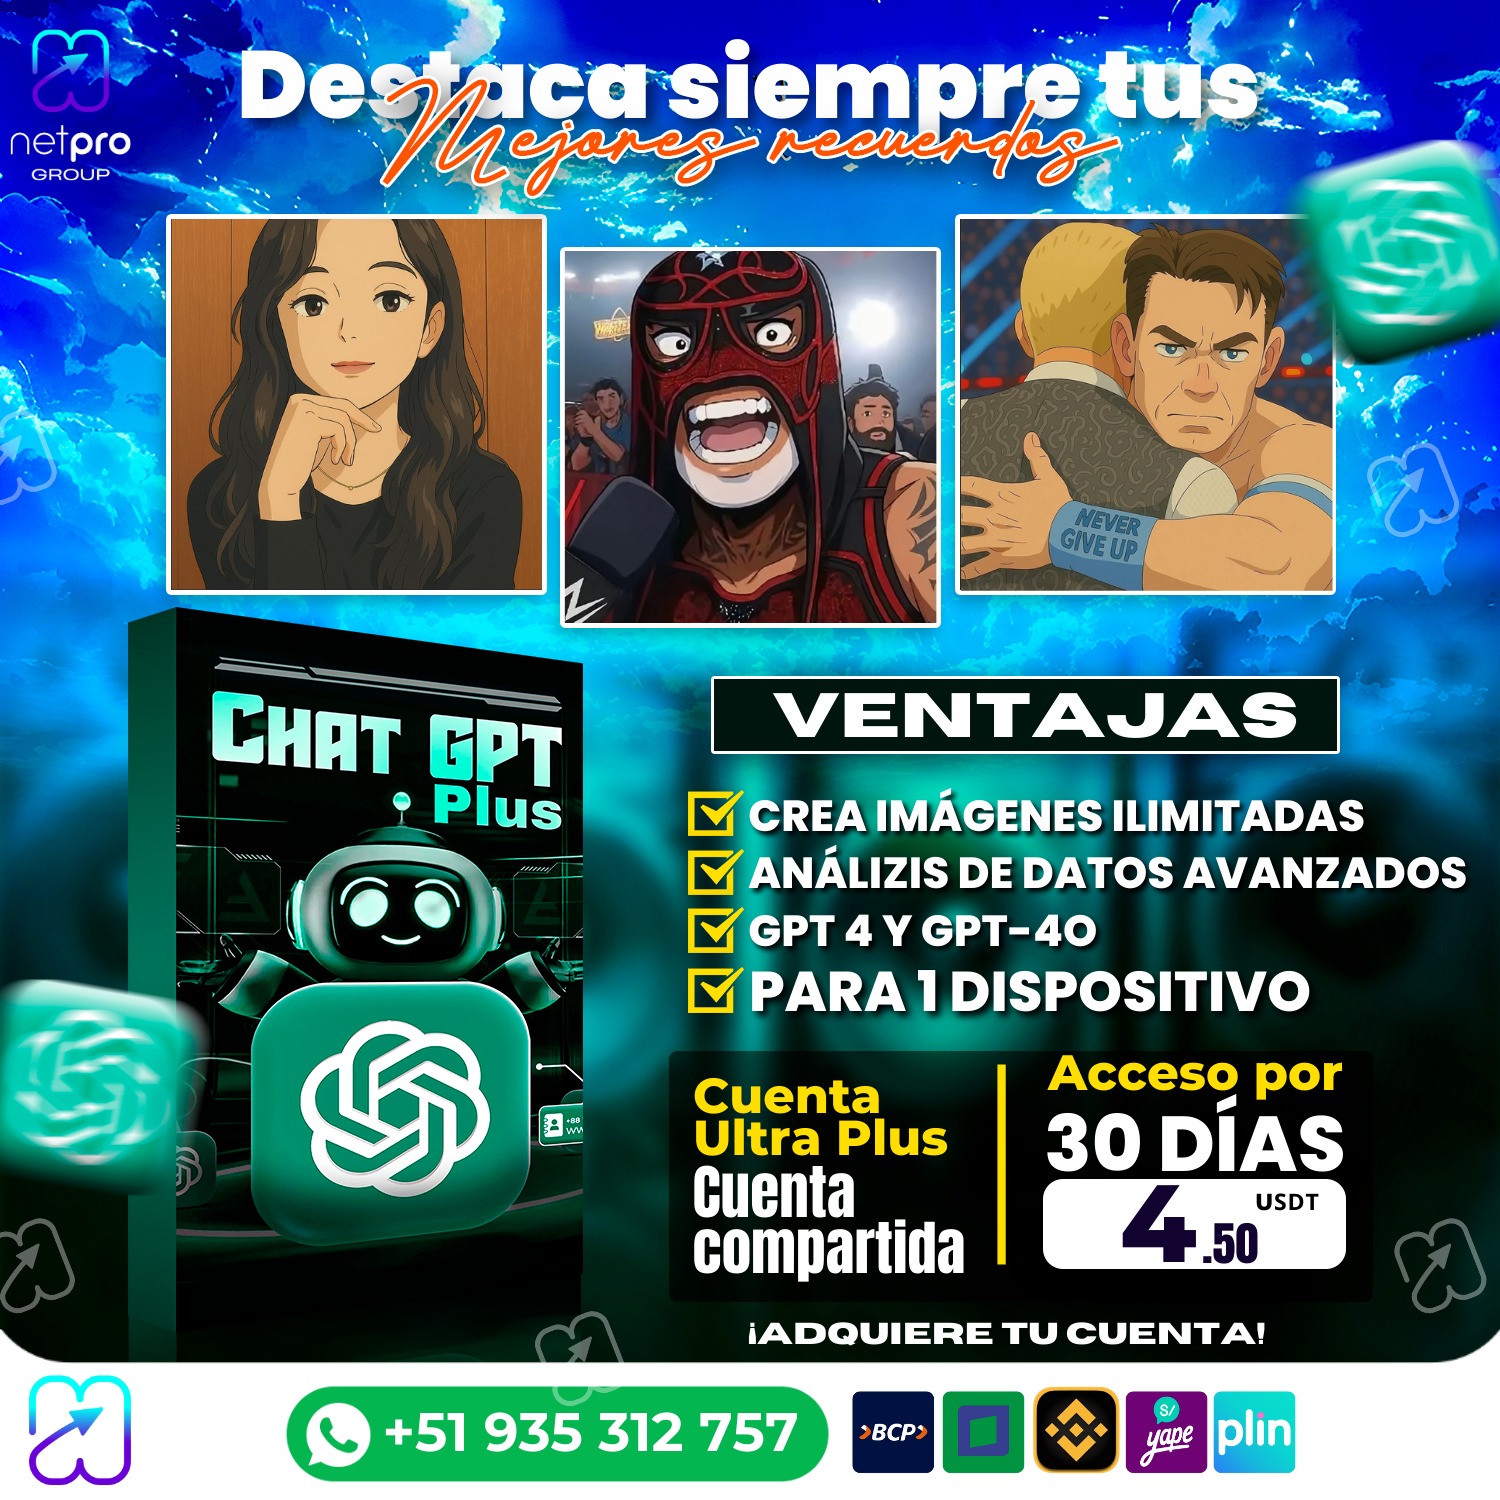 netpro
GROUP
Destaca siempre tus
Mejores recuerdos
NEVER
GIVE UP
CHAT GPT
Plus
+88
VENTAJAS
CREA IMÁGENES ILIMITADAS
ANÁLIZIS DE DATOS AVANZADOS
GPT 4 Y GPT-4O
PARA 1 DISPOSITIVO
Cuenta
Ultra Plus
Cuenta
compartida
Acceso por
30 DÍAS
4.50 USDT
¡ADQUIERE TU CUENTA!
+51 935 312 757
BCP
S/
yape
plin